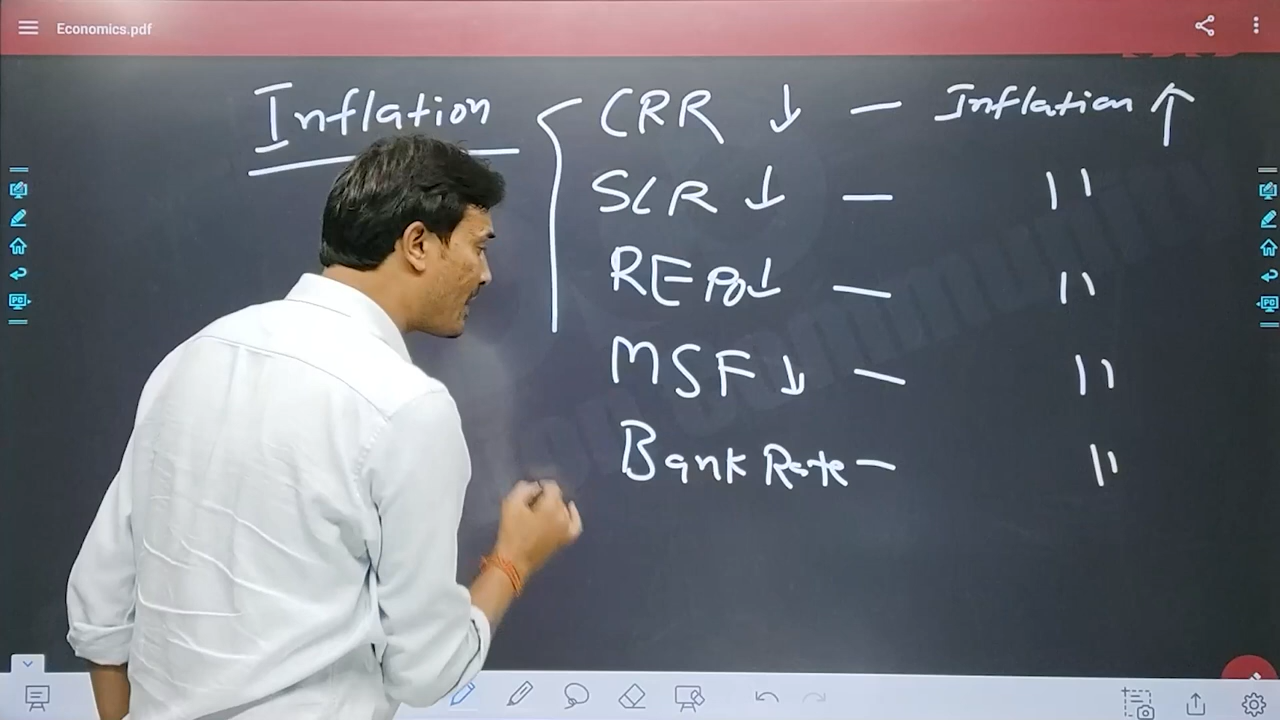 Economics.pdf
Inflation
CRR ↓ — Inflation ↑
SLR ↓ — "
REPO ↓ — "
MSF ↓ — "
Bank Rate — "